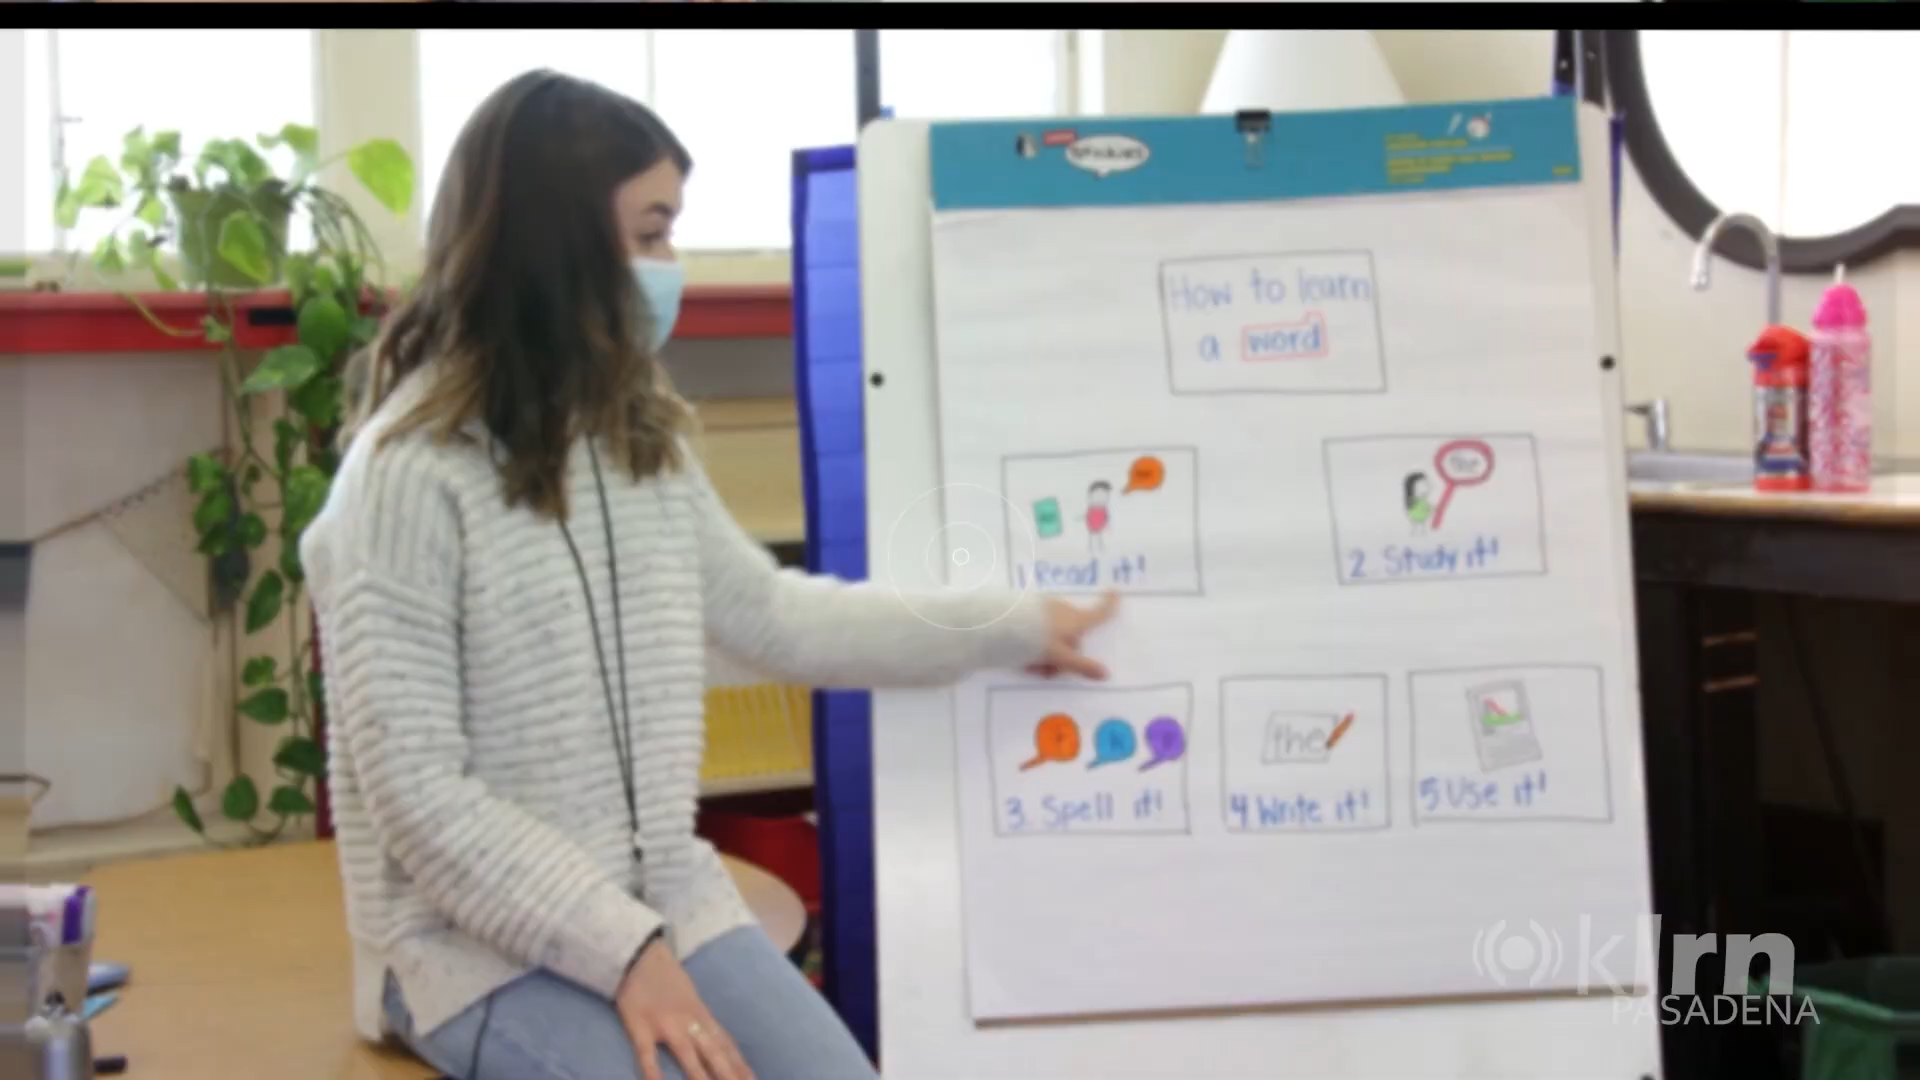 How to learn
a word
1 Read it!
2. Study it!
3. Spell it!
the
4 Write it!
5 Use it!
klrn
PASADENA